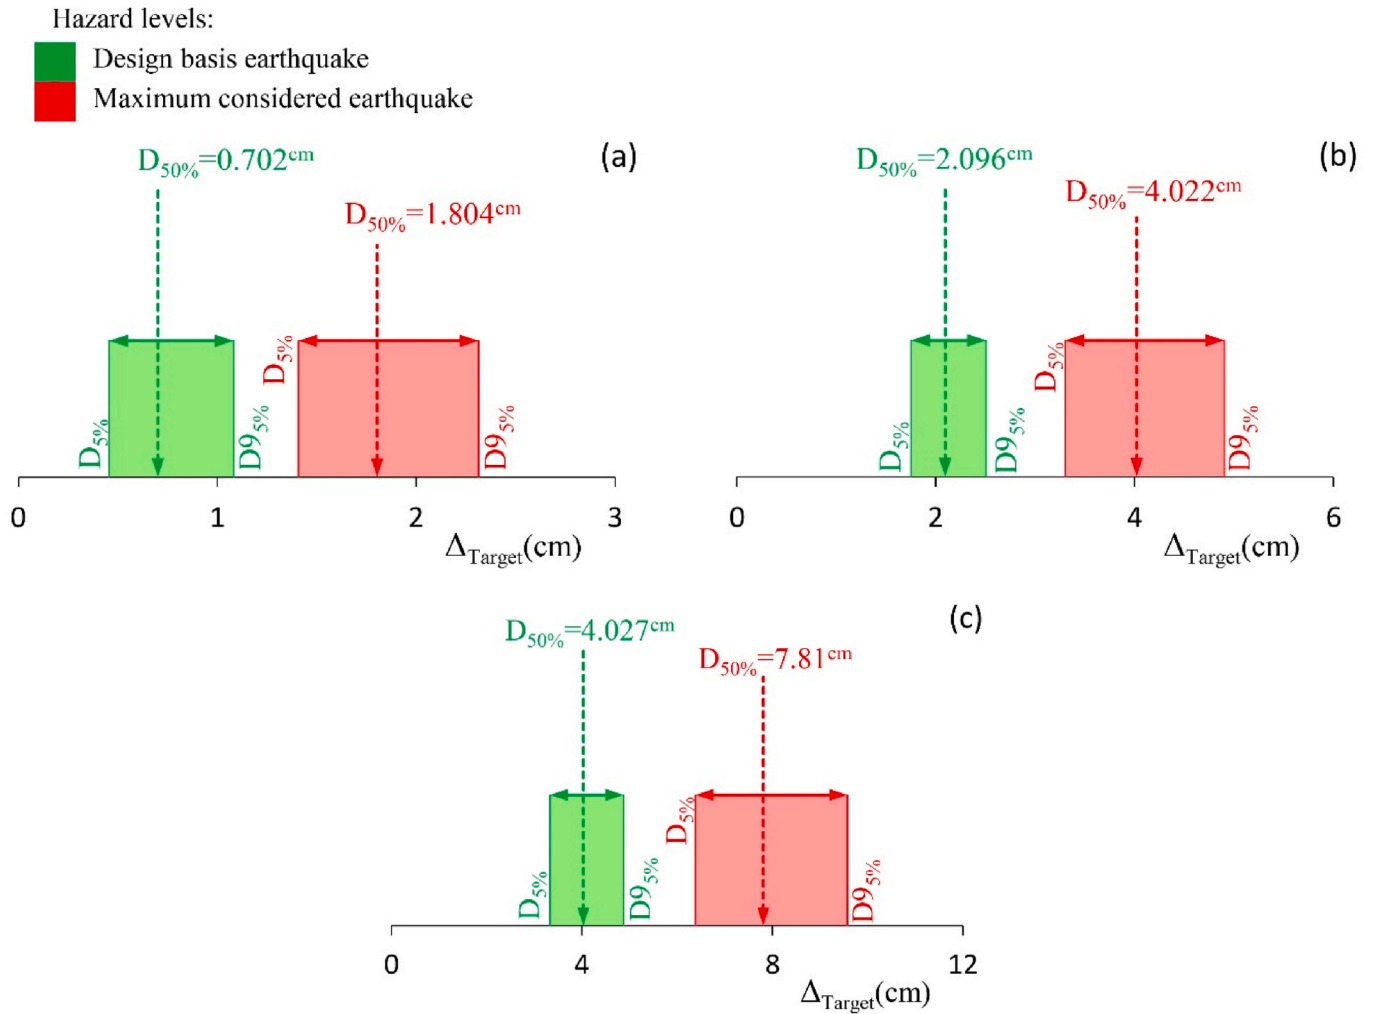 Hazard levels:
Design basis earthquake
Maximum considered earthquake
(a)
D50%=0.702cm
D50%=1.804cm
D5%
D95%
D5%
D95%
0 1 2 3
ΔTarget(cm)
(b)
D50%=2.096cm
D50%=4.022cm
D5%
D95%
D5%
D95%
0 2 4 6
ΔTarget(cm)
(c)
D50%=4.027cm
D50%=7.81cm
D5%
D95%
D5%
D95%
0 4 8 12
ΔTarget(cm)